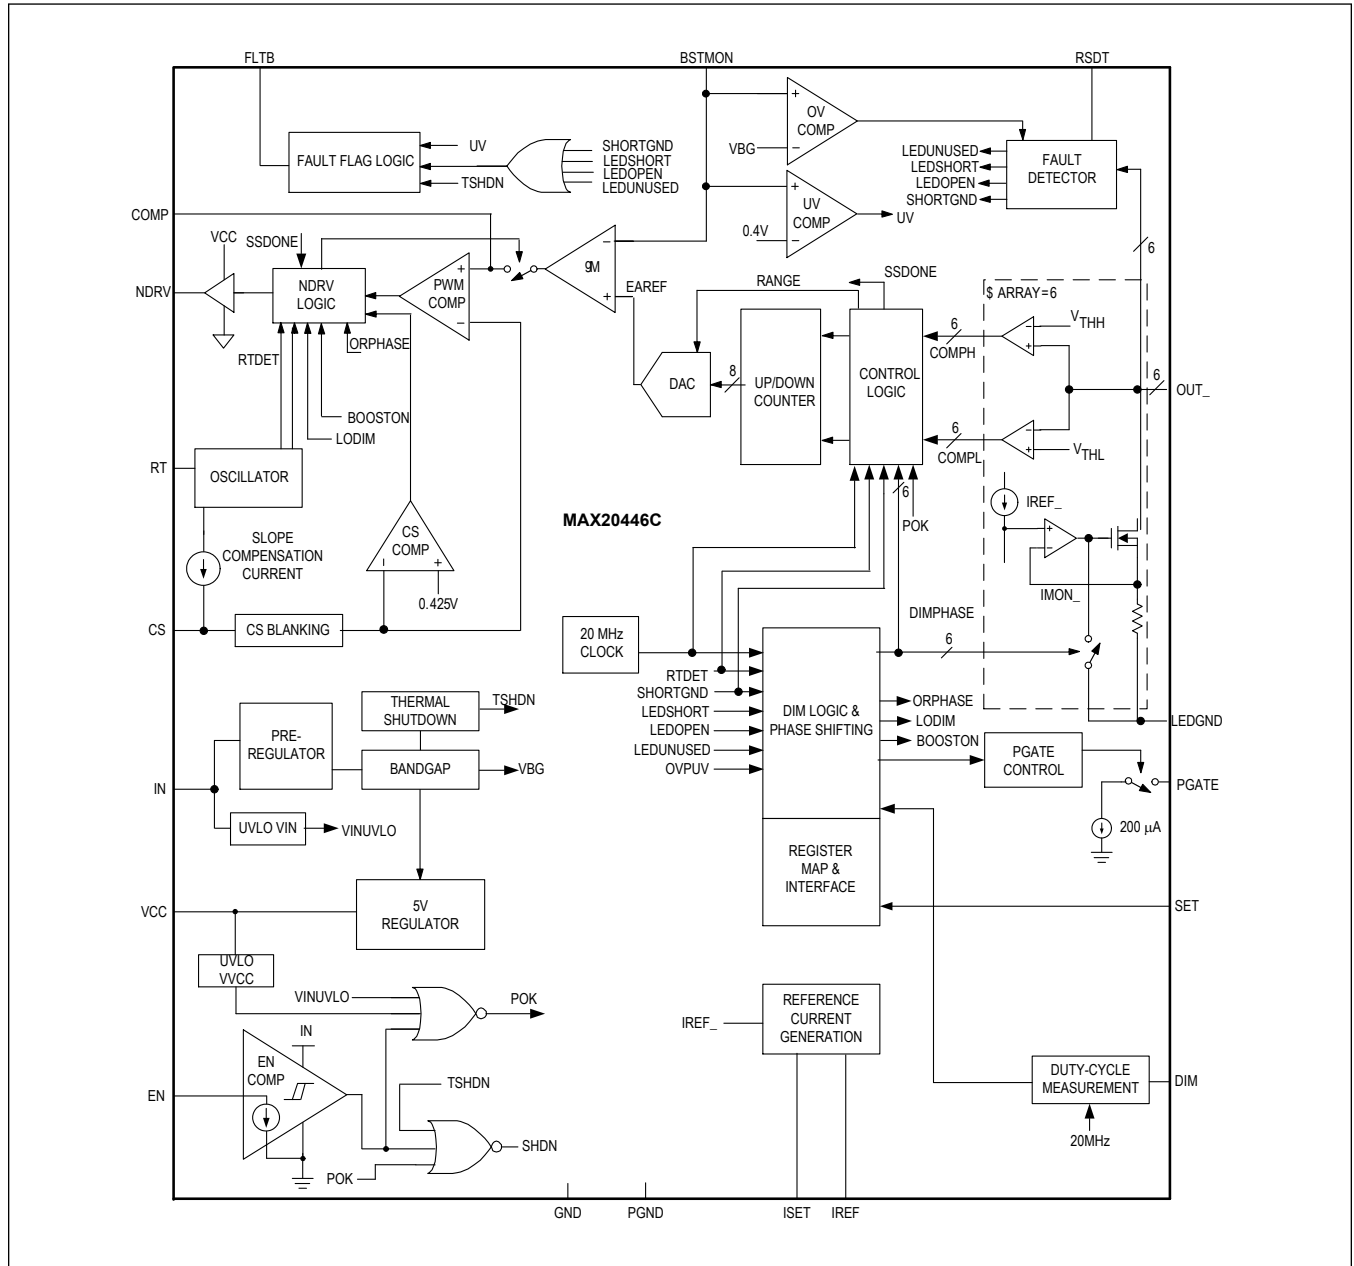 FLTB
BSTMON
RSDT
FAULT FLAG LOGIC
UV
TSHDN
SHORTGND
LEDSHORT
LEDOPEN
LEDUNUSED
+
OV
COMP
VBG
−
+
UV
COMP
0.4V
−
UV
LEDUNUSED
LEDSHORT
LEDOPEN
SHORTGND
FAULT
DETECTOR
6
COMP
VCC
SSDONE
NDRV
NDRV
LOGIC
+
PWM
COMP
−
−
gM
+
EAREF
RTDET
ORPHASE
BOOSTON
LODIM
RANGE
SSDONE
DAC
8
UP/DOWN
COUNTER
CONTROL
LOGIC
6
COMPH
6
COMPL
6
POK
$ ARRAY=6
−
+
VTHH
6
OUT_
−
+
VTHL
IREF_
+
−
IMON_
RT
OSCILLATOR
SLOPE
COMPENSATION
CURRENT
CS
COMP
−
+
0.425V
MAX20446C
CS
CS BLANKING
20 MHz
CLOCK
RTDET
SHORTGND
LEDSHORT
LEDOPEN
LEDUNUSED
OVPUV
DIM LOGIC &
PHASE SHIFTING
DIMPHASE
6
ORPHASE
LODIM
BOOSTON
LEDGND
PGATE
CONTROL
PGATE
200 μA
THERMAL
SHUTDOWN
TSHDN
PRE-
REGULATOR
BANDGAP
VBG
IN
UVLO VIN
VINUVLO
REGISTER
MAP &
INTERFACE
SET
VCC
5V
REGULATOR
UVLO
VVCC
VINUVLO
POK
IN
EN
COMP
EN
TSHDN
SHDN
POK
IREF_
REFERENCE
CURRENT
GENERATION
DUTY-CYCLE
MEASUREMENT
DIM
20MHz
GND
PGND
ISET
IREF